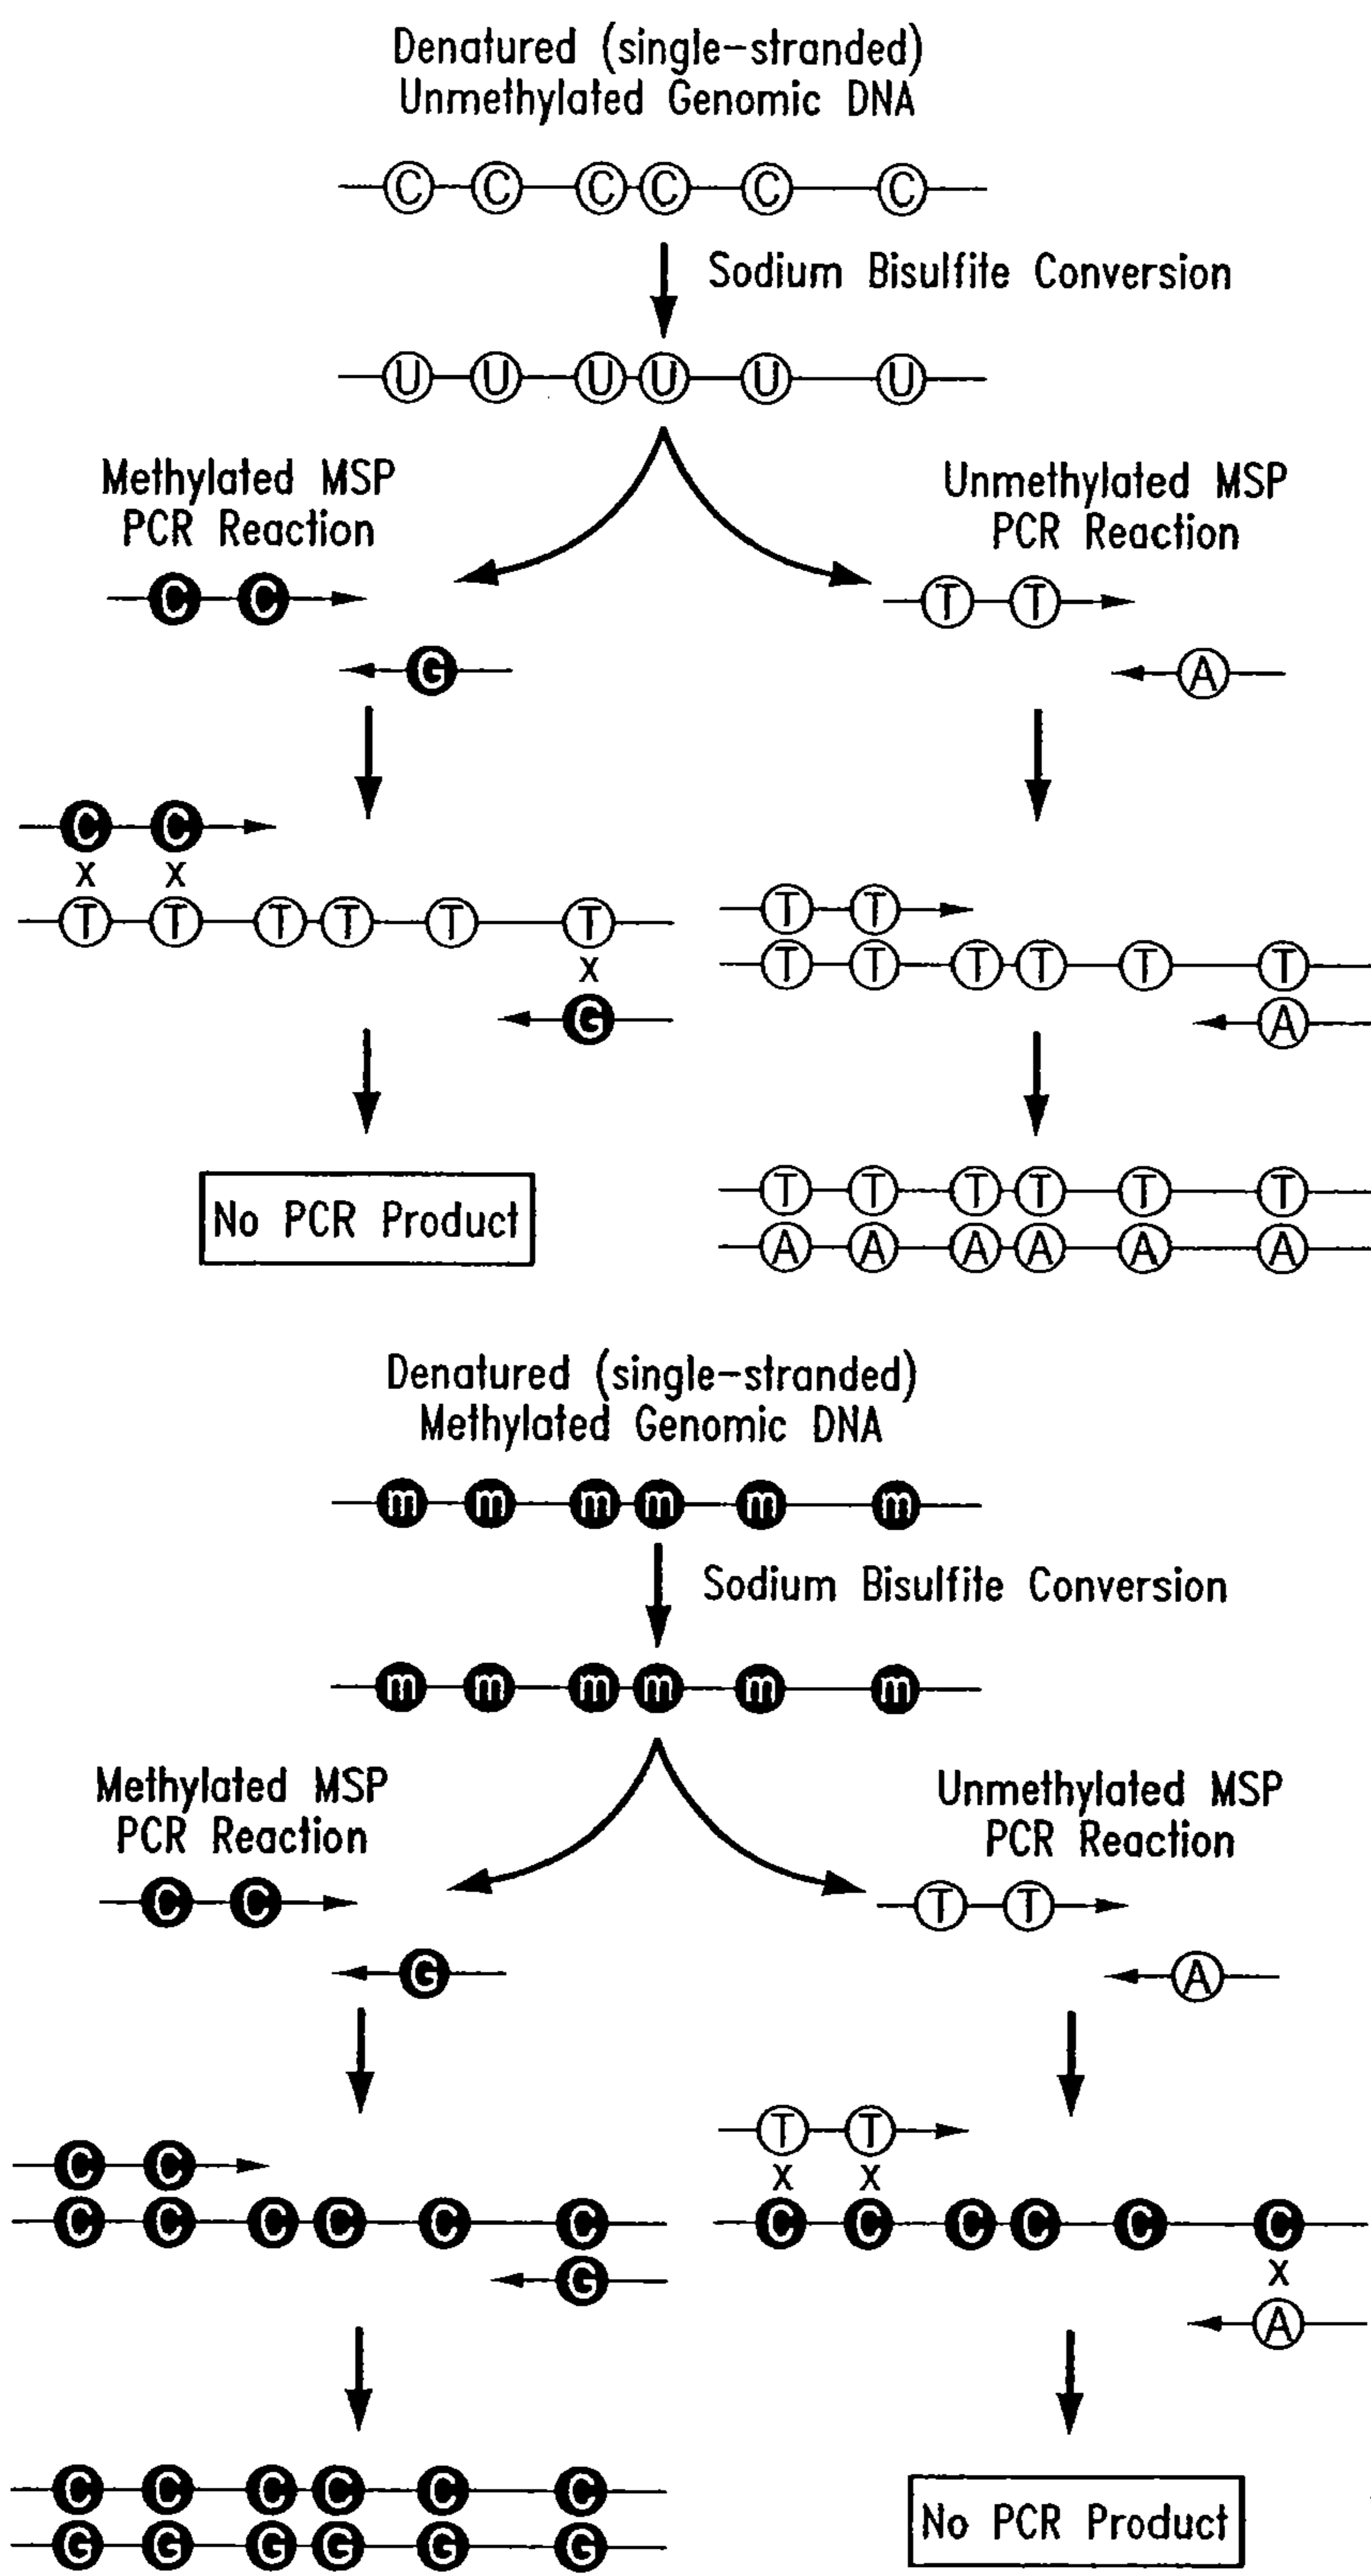 Denatured (single-stranded)
Unmethylated Genomic DNA
C C C C C C
Sodium Bisulfite Conversion
U U U U U U
Methylated MSP
PCR Reaction
C C
G
Unmethylated MSP
PCR Reaction
T T
A
C C
x x
T T T T T T
x
G
No PCR Product
T T
T T T T T T
A
T T T T T T
A A A A A A
Denatured (single-stranded)
Methylated Genomic DNA
m m m m m m
Sodium Bisulfite Conversion
m m m m m m
Methylated MSP
PCR Reaction
C C
G
Unmethylated MSP
PCR Reaction
T T
A
C C
C C C C C C
G
C C C C C C
G G G G G G
T T
x x
C C C C C C
x
A
No PCR Product